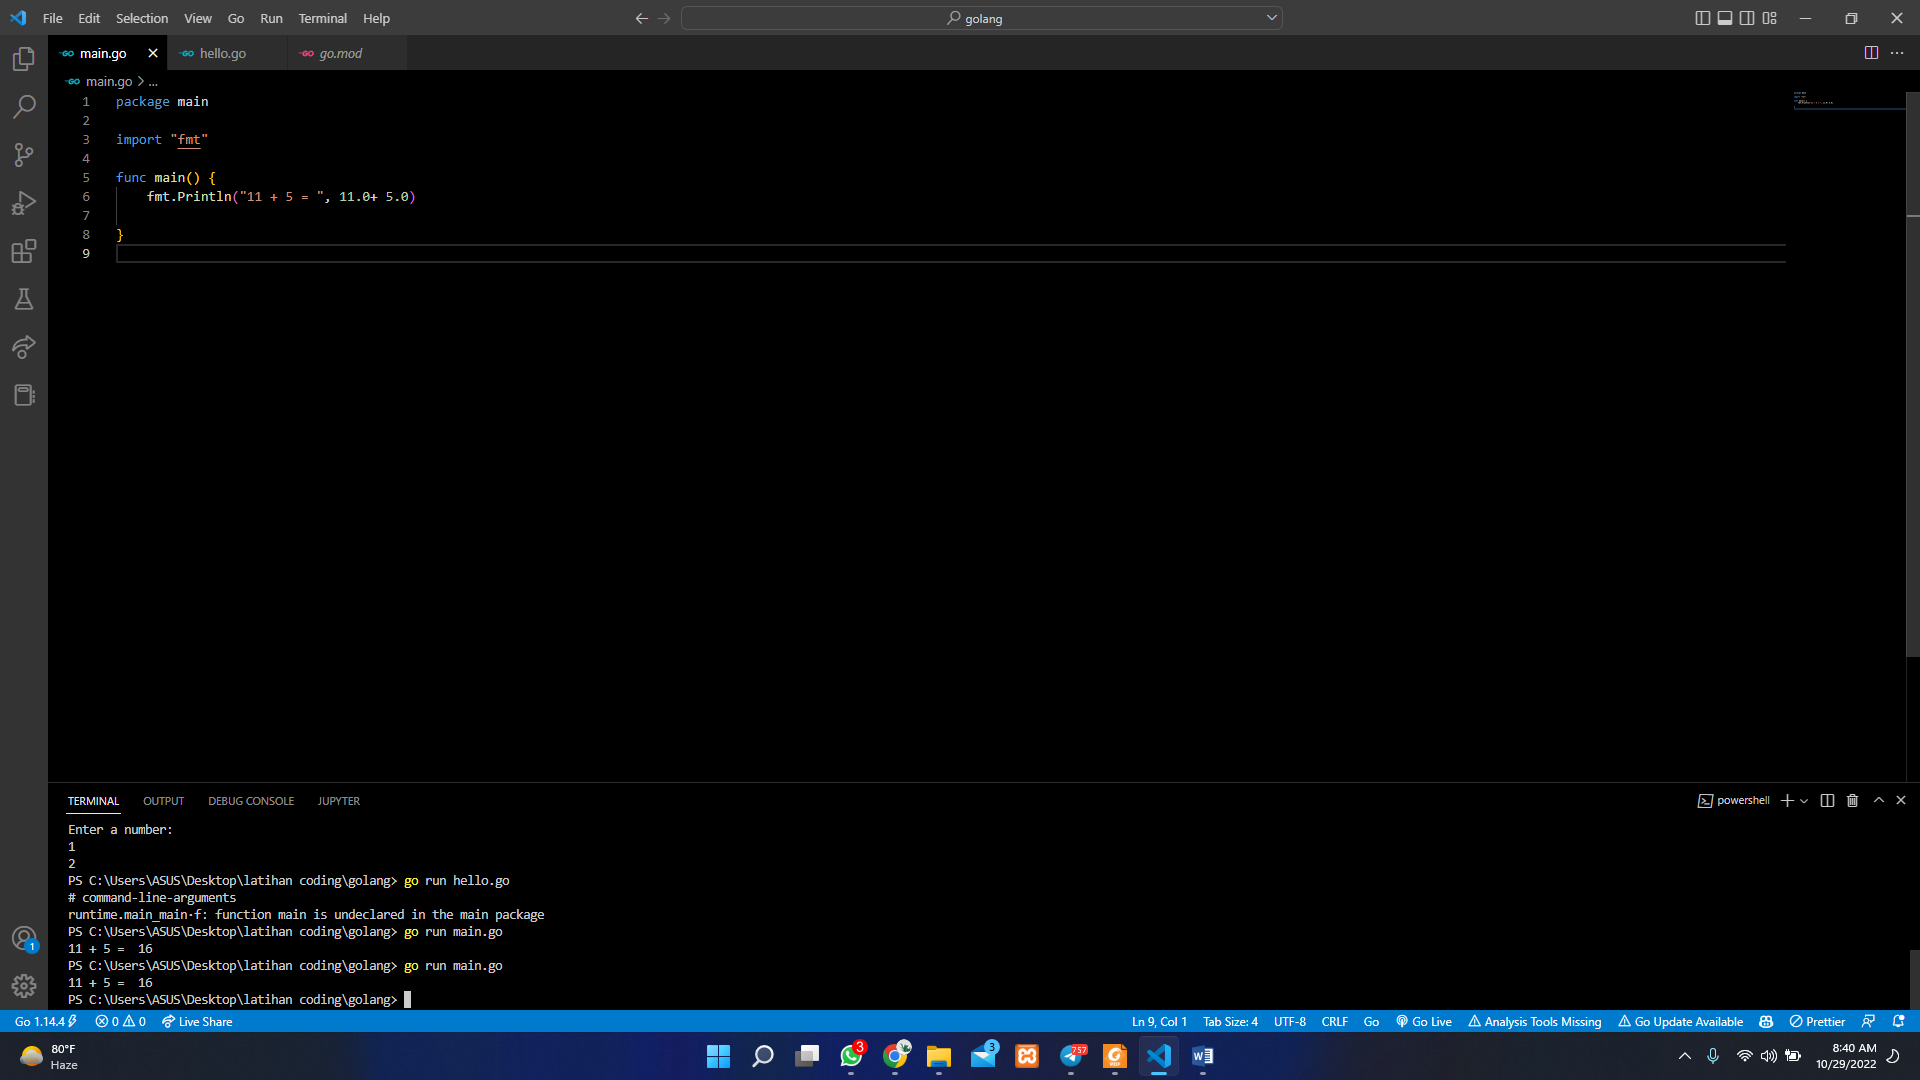 File Edit Selection View Go Run Terminal Help
golang
main.go hello.go go.mod
main.go > ...
1 package main
2
3 import "fmt"
4
5 func main() {
6 fmt.Println("11 + 5 = ", 11.0+ 5.0)
7
8 }
9
TERMINAL OUTPUT DEBUG CONSOLE JUPYTER
powershell
Enter a number:
1
2
PS C:\Users\ASUS\Desktop\latihan coding\golang> go run hello.go
# command-line-arguments
runtime.main_main·f: function main is undeclared in the main package
PS C:\Users\ASUS\Desktop\latihan coding\golang> go run main.go
11 + 5 =  16
PS C:\Users\ASUS\Desktop\latihan coding\golang> go run main.go
11 + 5 =  16
PS C:\Users\ASUS\Desktop\latihan coding\golang>
1
Go 1.14.4 0 0 Live Share
Ln 9, Col 1 Tab Size: 4 UTF-8 CRLF Go Go Live Analysis Tools Missing Go Update Available Prettier
80°F
Haze
3
3
757
8:40 AM
10/29/2022